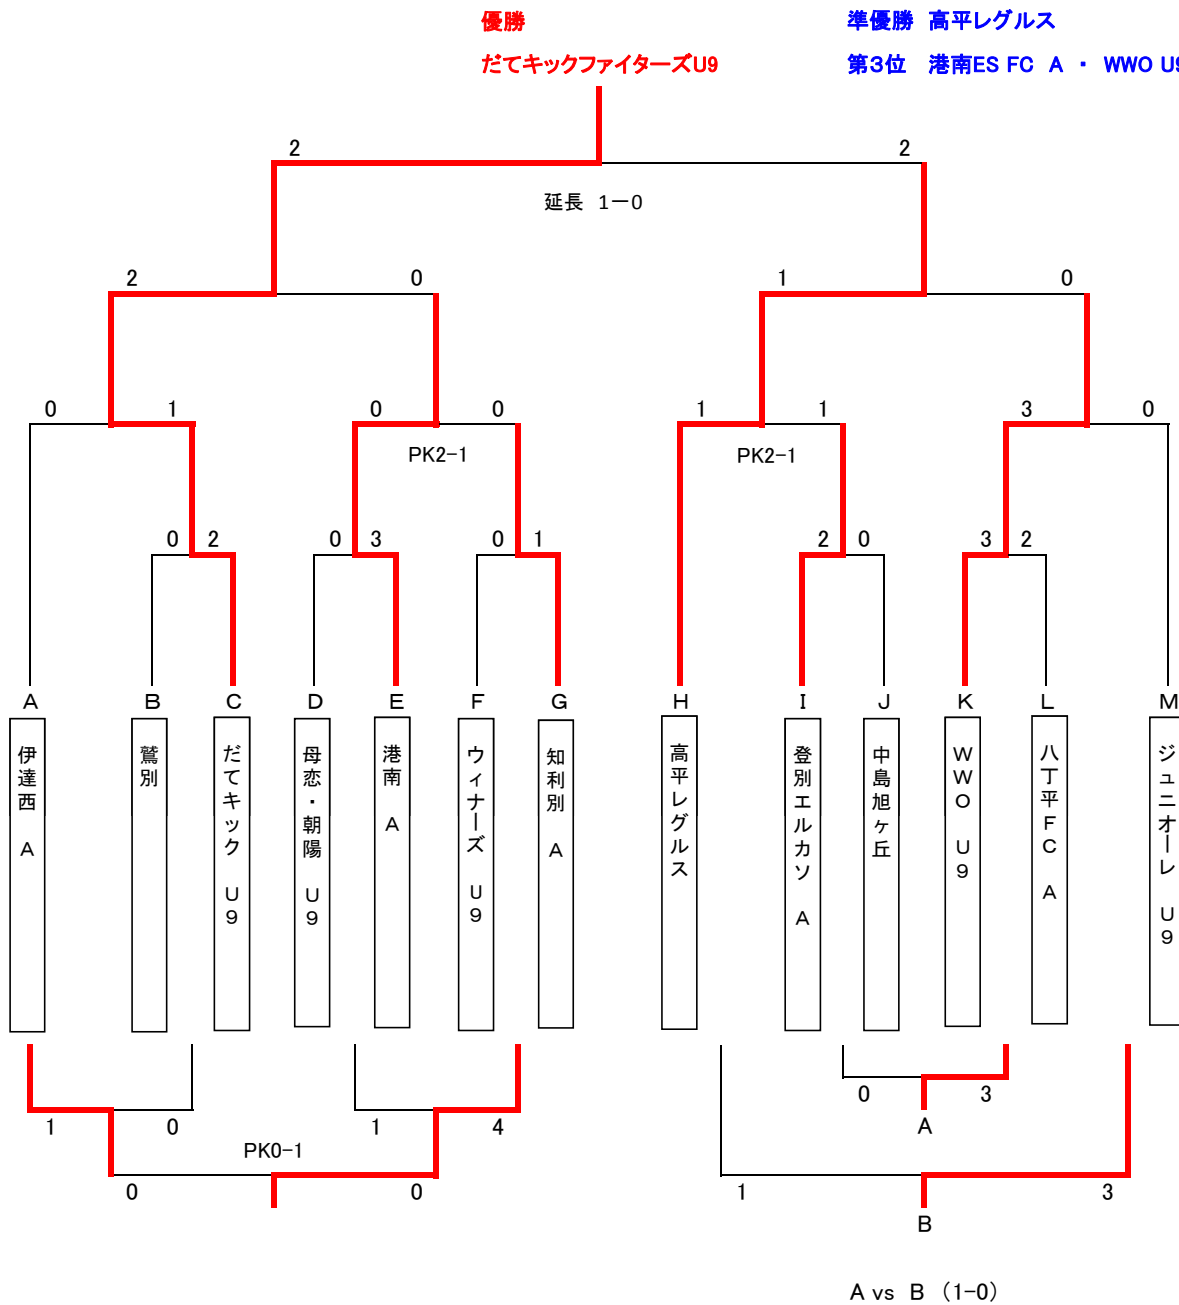 優勝
準優勝 高平レグルス
だてキックファイターズU9
第3位 港南ES FC A ・ WWO U9
2 2
延長 1ー0
2 0 1 0
0 1 0 0 1 1 3 0
PK2-1 PK2-1
0 2 0 3 0 1 2 0 3 2
A B C D E F G H I J K L M
伊達西 A
鷲別
だてキック U9
母恋・朝陽 U9
港南 A
ウィナーズ U9
知利別 A
高平レグルス
登別エルカソ A
中島旭ヶ丘
WWO U9
八丁平FC A
ジュニオーレ U9
1 0 1 4 0 3
A
PK0-1
0 0 1 3
B
A vs B (1-0)